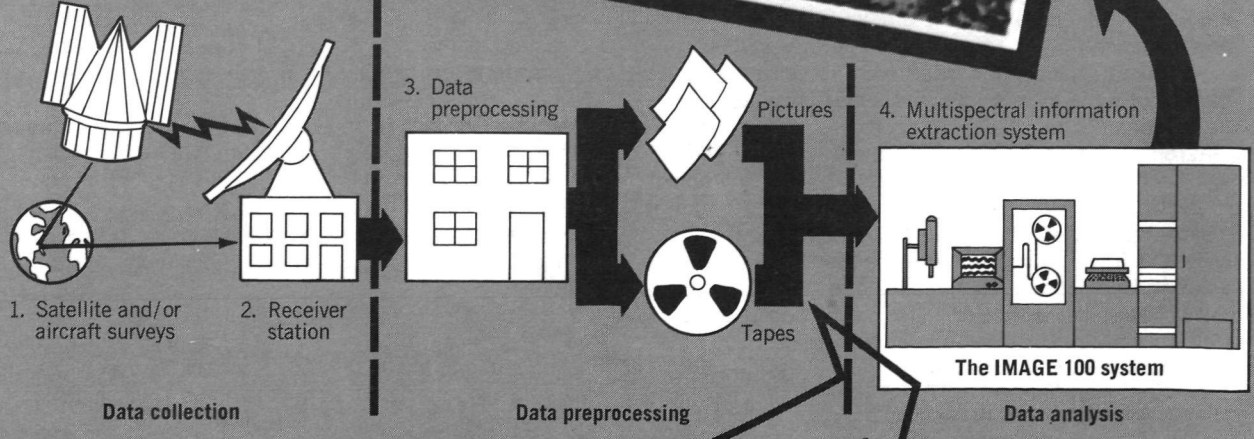 3. Data
preprocessing
Pictures
4. Multispectral information
extraction system
1. Satellite and/or
aircraft surveys
2. Receiver
station
Tapes
The IMAGE 100 system
Data collection
Data preprocessing
Data analysis